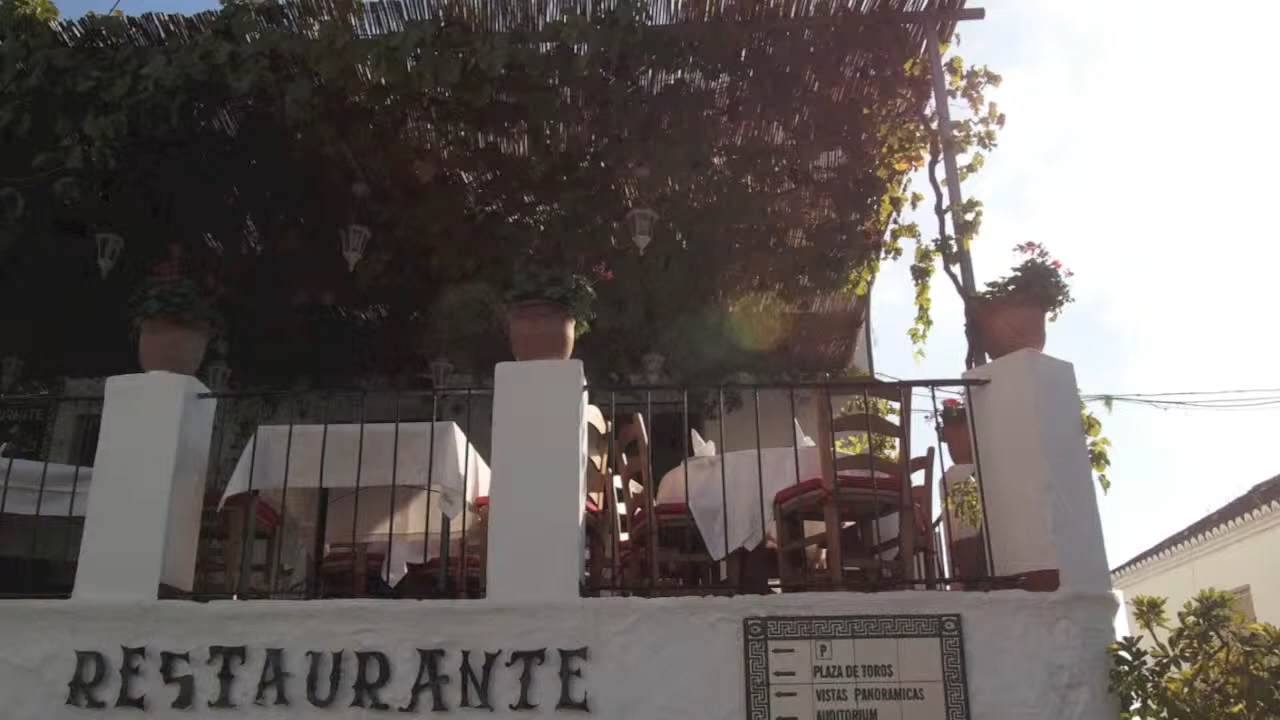 RESTAURANTE
P
PLAZA DE TOROS
VISTAS PANORAMICAS
AUDITORIUM